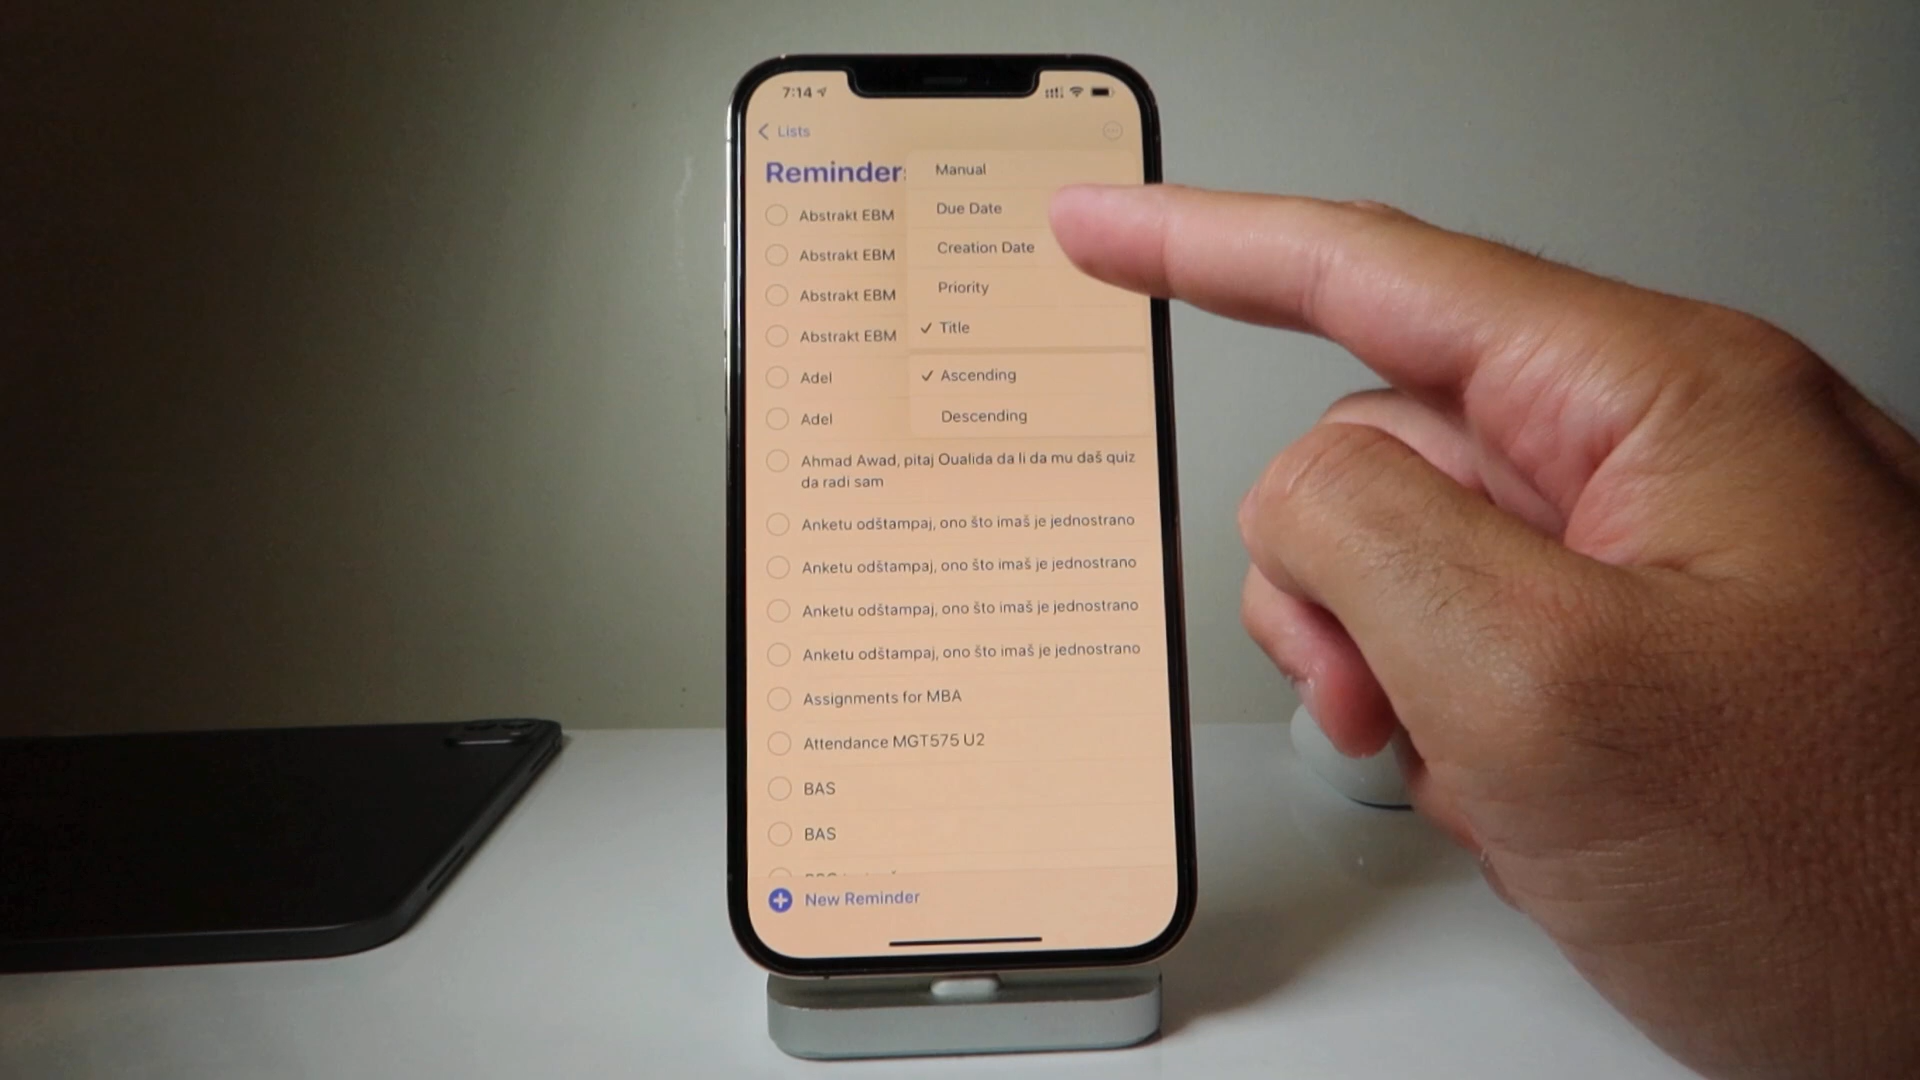 7:14
Lists
Reminder
Manual
Due Date
Creation Date
Priority
✓ Title
✓ Ascending
Descending
Abstrakt EBM
Abstrakt EBM
Abstrakt EBM
Abstrakt EBM
Adel
Adel
Ahmad Awad, pitaj Oualida da li da mu daš quiz
da radi sam
Anketu odštampaj, ono što imaš je jednostrano
Anketu odštampaj, ono što imaš je jednostrano
Anketu odštampaj, ono što imaš je jednostrano
Anketu odštampaj, ono što imaš je jednostrano
Assignments for MBA
Attendance MGT575 U2
BAS
BAS
New Reminder